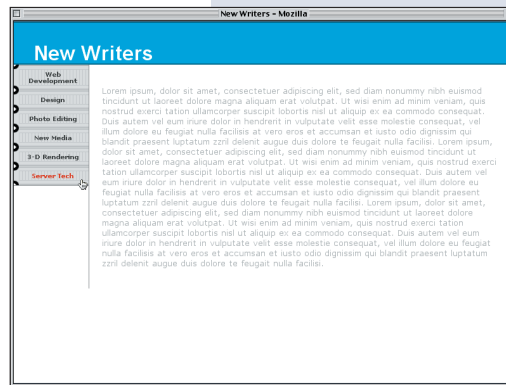 New Writers – Mozilla
New Writers
Web
Development
Design
Photo Editing
New Media
3-D Rendering
Server Tech
Lorem ipsum, dolor sit amet, consectetuer adipiscing elit, sed diam nonummy nibh euismod
tincidunt ut laoreet dolore magna aliquam erat volutpat. Ut wisi enim ad minim veniam, quis
nostrud exerci tation ullamcorper suscipit lobortis nisl ut aliquip ex ea commodo consequat.
Duis autem vel eum iriure dolor in hendrerit in vulputate velit esse molestie consequat, vel
illum dolore eu feugiat nulla facilisis at vero eros et accumsan et iusto odio dignissim qui
blandit praesent luptatum zzril delenit augue duis dolore te feugait nulla facilisi. Lorem ipsum,
dolor sit amet, consectetuer adipiscing elit, sed diam nonummy nibh euismod tincidunt ut
laoreet dolore magna aliquam erat volutpat. Ut wisi enim ad minim veniam, quis nostrud exerci
tation ullamcorper suscipit lobortis nisl ut aliquip ex ea commodo consequat. Duis autem vel
eum iriure dolor in hendrerit in vulputate velit esse molestie consequat, vel illum dolore eu
feugiat nulla facilisis at vero eros et accumsan et iusto odio dignissim qui blandit praesent
luptatum zzril delenit augue duis dolore te feugait nulla facilisi. Lorem ipsum, dolor sit amet,
consectetuer adipiscing elit, sed diam nonummy nibh euismod tincidunt ut laoreet dolore
magna aliquam erat volutpat. Ut wisi enim ad minim veniam, quis nostrud exerci tation
ullamcorper suscipit lobortis nisl ut aliquip ex ea commodo consequat. Duis autem vel eum
iriure dolor in hendrerit in vulputate velit esse molestie consequat, vel illum dolore eu feugiat
nulla facilisis at vero eros et accumsan et iusto odio dignissim qui blandit praesent luptatum
zzril delenit augue duis dolore te feugait nulla facilisi.